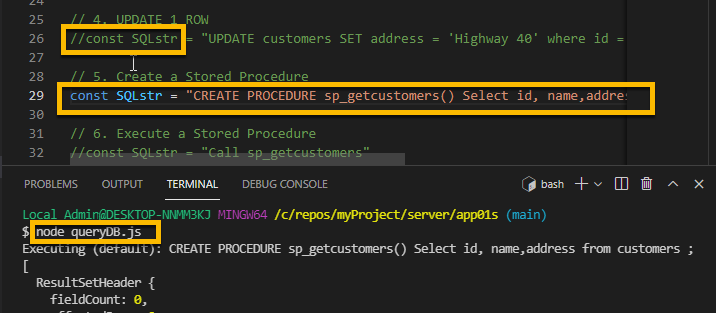 25 // 4. UPDATE 1 ROW
26 //const SQLstr = "UPDATE customers SET address = 'Highway 40' where id =
27
28 // 5. Create a Stored Procedure
29 const SQLstr = "CREATE PROCEDURE sp_getcustomers() Select id, name,addres
30
31 // 6. Execute a Stored Procedure
32 //const SQLstr = "Call sp_getcustomers"
PROBLEMS OUTPUT TERMINAL DEBUG CONSOLE bash
Local Admin@DESKTOP-NNMM3KJ MINGW64 /c/repos/myProject/server/app01s (main)
$ node queryDB.js
Executing (default): CREATE PROCEDURE sp_getcustomers() Select id, name,address from customers ;
[
ResultSetHeader {
fieldCount: 0,